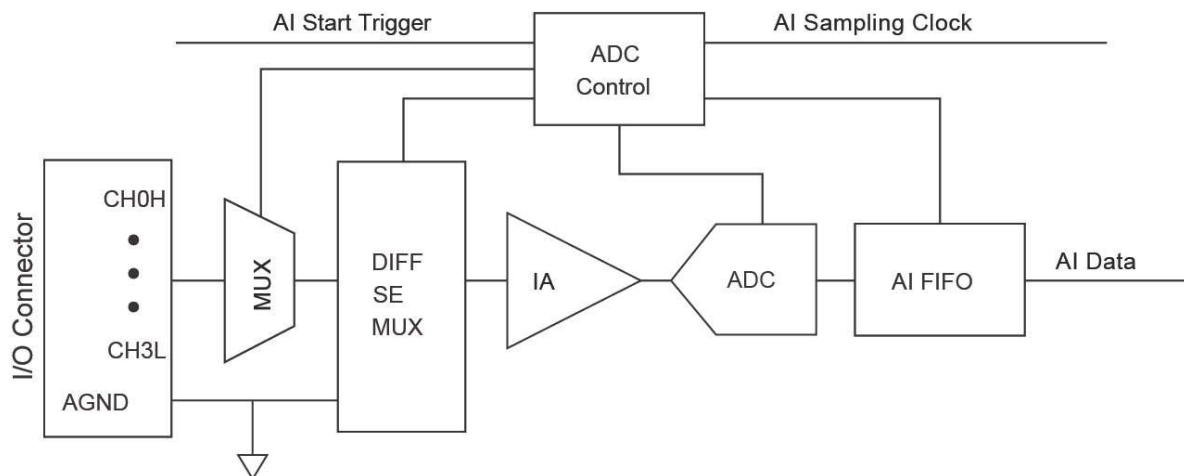 AI Start Trigger
AI Sampling Clock
ADC
Control
I/O Connector
CH0H
CH3L
AGND
MUX
DIFF
SE
MUX
IA
ADC
AI FIFO
AI Data